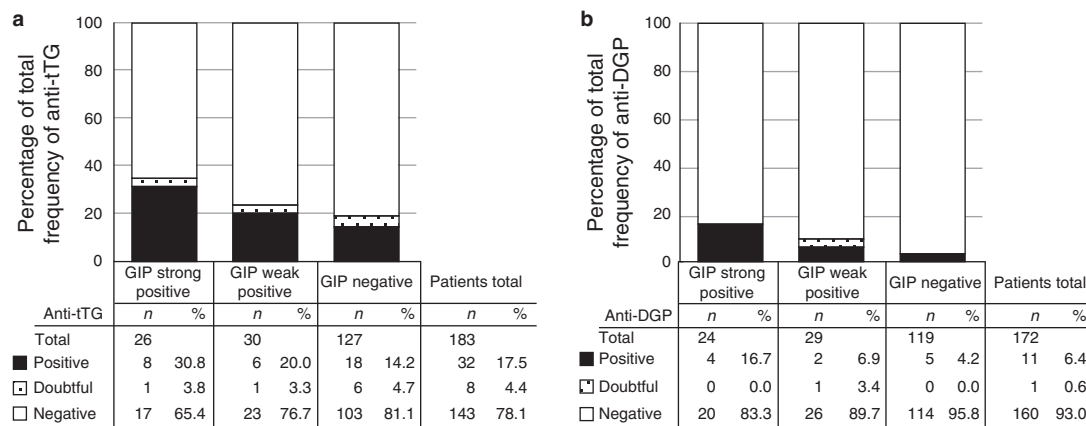 a
Percentage of total
frequency of anti-tTG
100
80
60
40
20
0
GIP strong positive GIP weak positive GIP negative Patients total
Anti-tTG n % n % n % n %
Total 26 30 127 183
Positive 8 30.8 6 20.0 18 14.2 32 17.5
Doubtful 1 3.8 1 3.3 6 4.7 8 4.4
Negative 17 65.4 23 76.7 103 81.1 143 78.1
b
Percentage of total
frequency of anti-DGP
100
80
60
40
20
0
GIP strong positive GIP weak positive GIP negative Patients total
Anti-DGP n % n % n % n %
Total 24 29 119 172
Positive 4 16.7 2 6.9 5 4.2 11 6.4
Doubtful 0 0.0 1 3.4 0 0.0 1 0.6
Negative 20 83.3 26 89.7 114 95.8 160 93.0